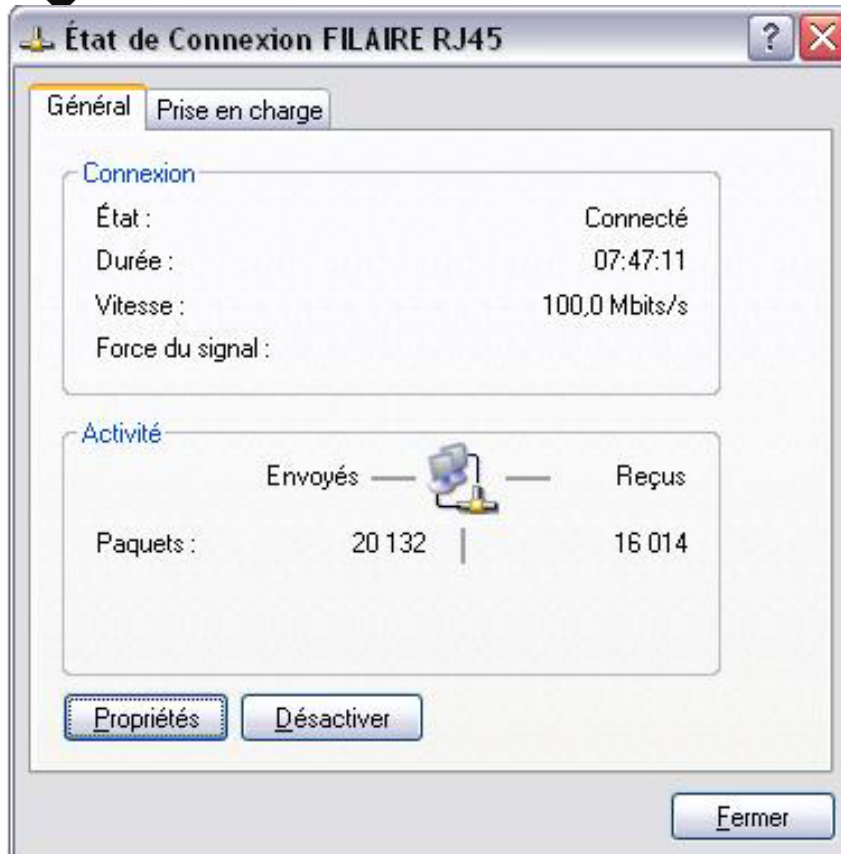 État de Connexion FILAIRE RJ45
Général Prise en charge
Connexion
État : Connecté
Durée : 07:47:11
Vitesse : 100,0 Mbits/s
Force du signal :
Activité
Envoyés Reçus
Paquets : 20 132 16 014
Propriétés Désactiver
Fermer